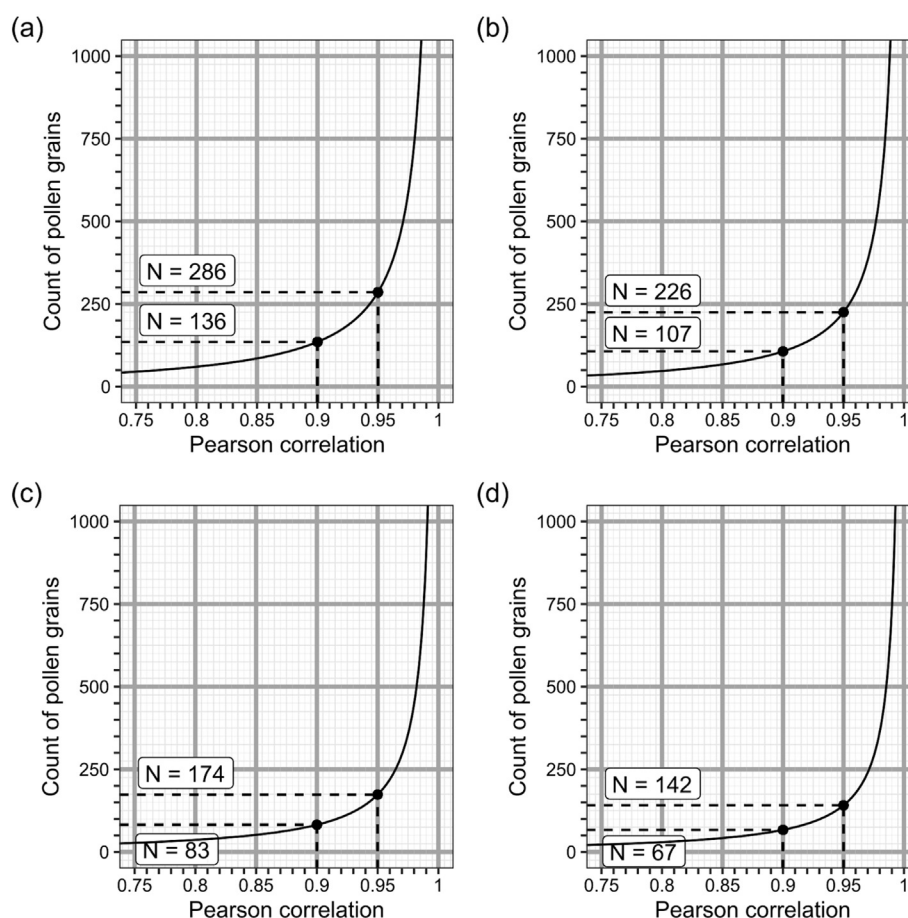 (a)
1000
750
500
250
0
Count of pollen grains
N = 286
N = 136
0.75 0.8 0.85 0.9 0.95 1
Pearson correlation
(b)
1000
750
500
250
0
Count of pollen grains
N = 226
N = 107
0.75 0.8 0.85 0.9 0.95 1
Pearson correlation
(c)
1000
750
500
250
0
Count of pollen grains
N = 174
N = 83
0.75 0.8 0.85 0.9 0.95 1
Pearson correlation
(d)
1000
750
500
250
0
Count of pollen grains
N = 142
N = 67
0.75 0.8 0.85 0.9 0.95 1
Pearson correlation